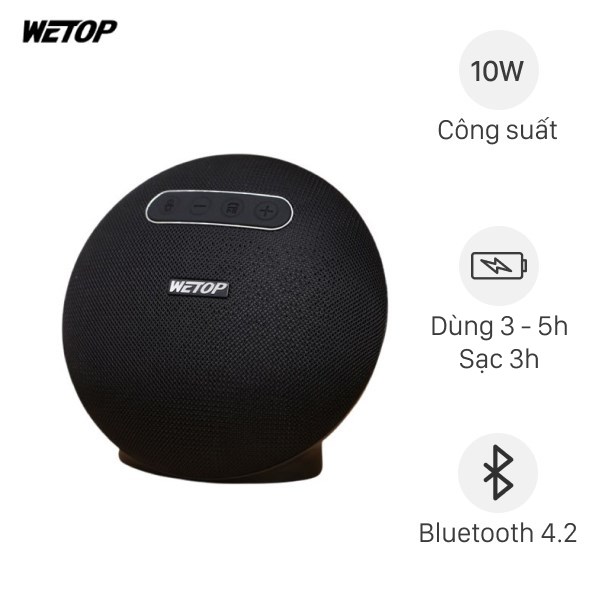 WETOP
10W
Công suất
WETOP
Dùng 3 - 5h
Sạc 3h
Bluetooth 4.2